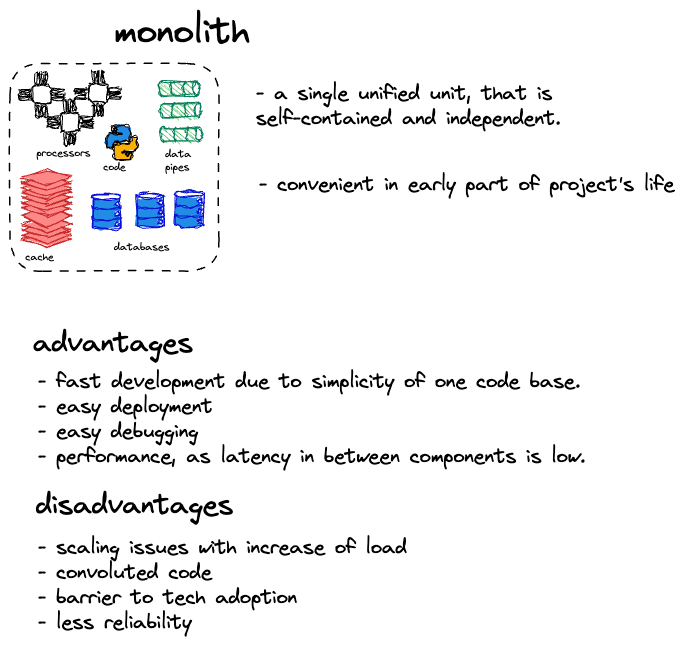 monolith
- a single unified unit, that is
self-contained and independent.
- convenient in early part of project's life
processors
code
data
pipes
cache
databases
advantages
- fast development due to simplicity of one code base.
- easy deployment
- easy debugging
- performance, as latency in between components is low.
disadvantages
- scaling issues with increase of load
- convoluted code
- barrier to tech adoption
- less reliability